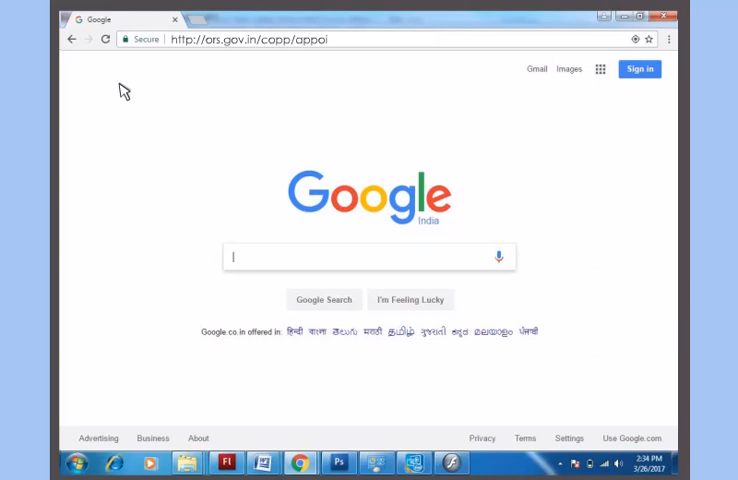 Google
Secure http://ors.gov.in/copp/appoi
Gmail Images Sign in
Google
India
Google Search I'm Feeling Lucky
Google.co.in offered in: हिन्दी বাংলা తెలుగు मराठी தமிழ் ગુજરાતી ಕನ್ನಡ മലയാളം ਪੰਜਾਬੀ
Advertising Business About Privacy Terms Settings Use Google.com
Fl Ps
2:34 PM
3/26/2017